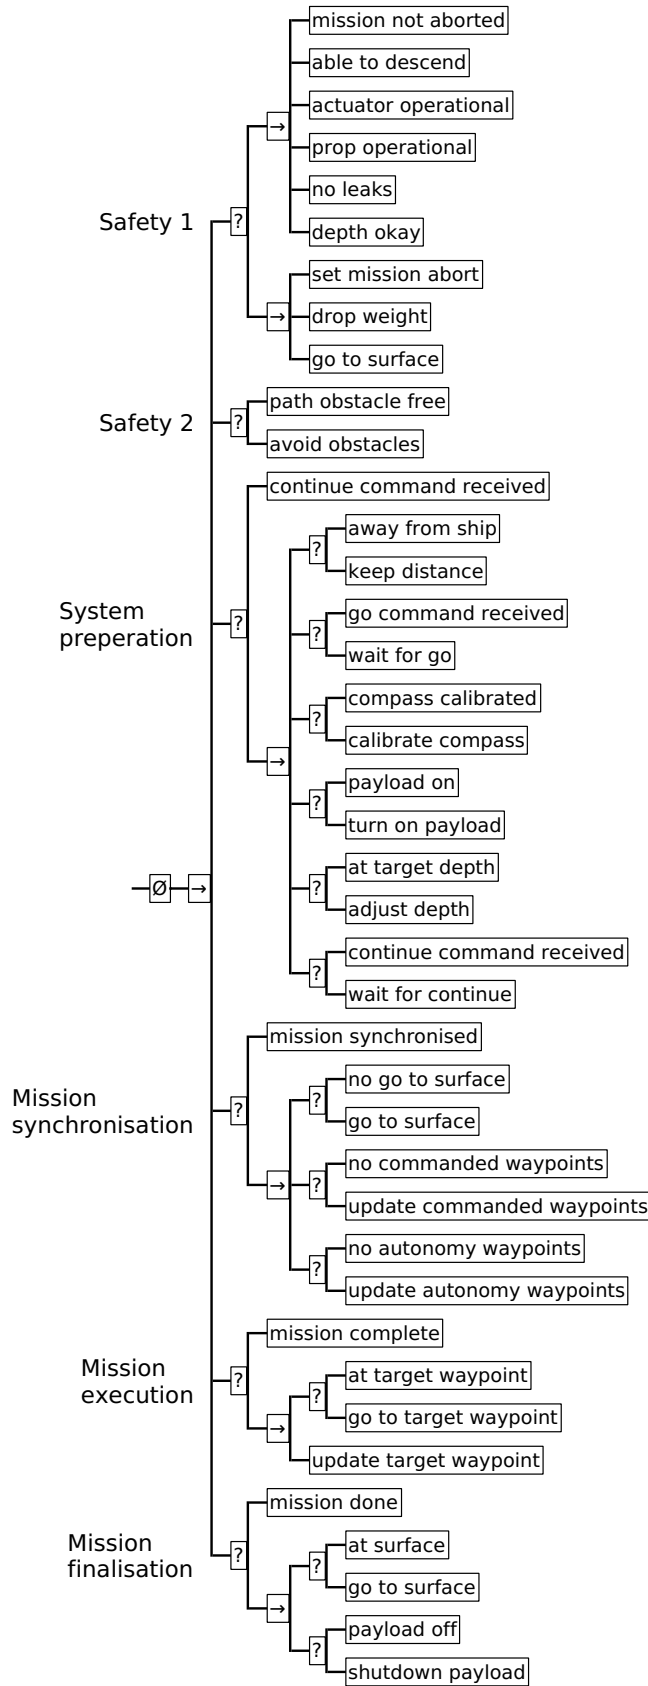 mission not aborted
able to descend
actuator operational
→
prop operational
no leaks
Safety 1
?
depth okay
set mission abort
→
drop weight
go to surface
path obstacle free
Safety 2
?
avoid obstacles
continue command received
away from ship
?
keep distance
System
preperation
?
go command received
?
wait for go
compass calibrated
?
calibrate compass
→
payload on
?
turn on payload
at target depth
Ø
→
?
adjust depth
continue command received
?
wait for continue
mission synchronised
no go to surface
?
Mission
synchronisation
?
go to surface
no commanded waypoints
→
?
update commanded waypoints
no autonomy waypoints
?
update autonomy waypoints
mission complete
Mission
execution
?
at target waypoint
?
go to target waypoint
→
update target waypoint
mission done
Mission
finalisation
?
at surface
?
go to surface
→
payload off
?
shutdown payload